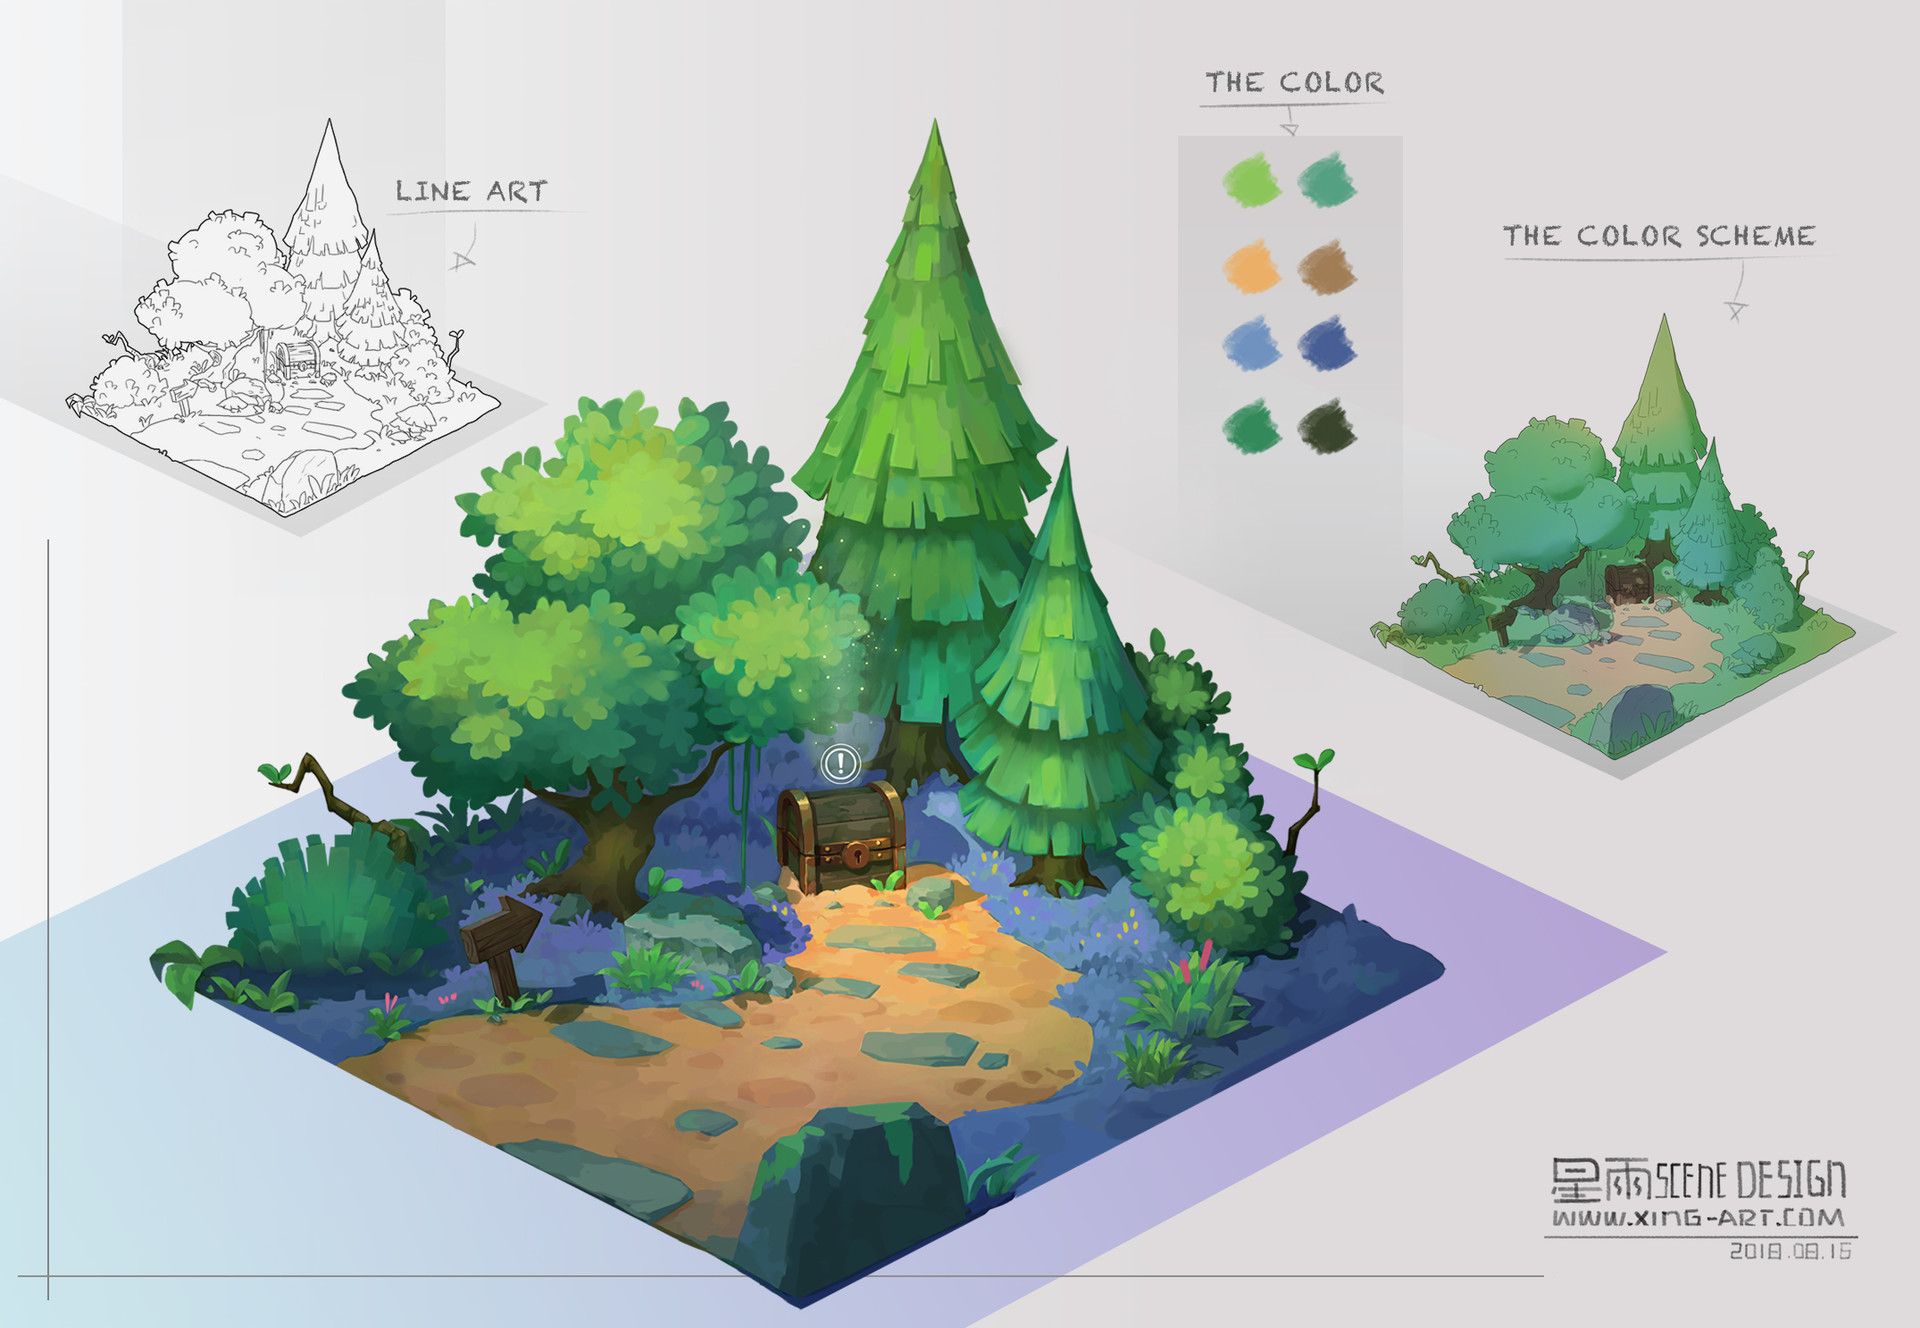 THE COLOR
LINE ART
THE COLOR SCHEME
!
星雨SCENE DESIGN
WWW.XING-ART.COM
2018.08.15